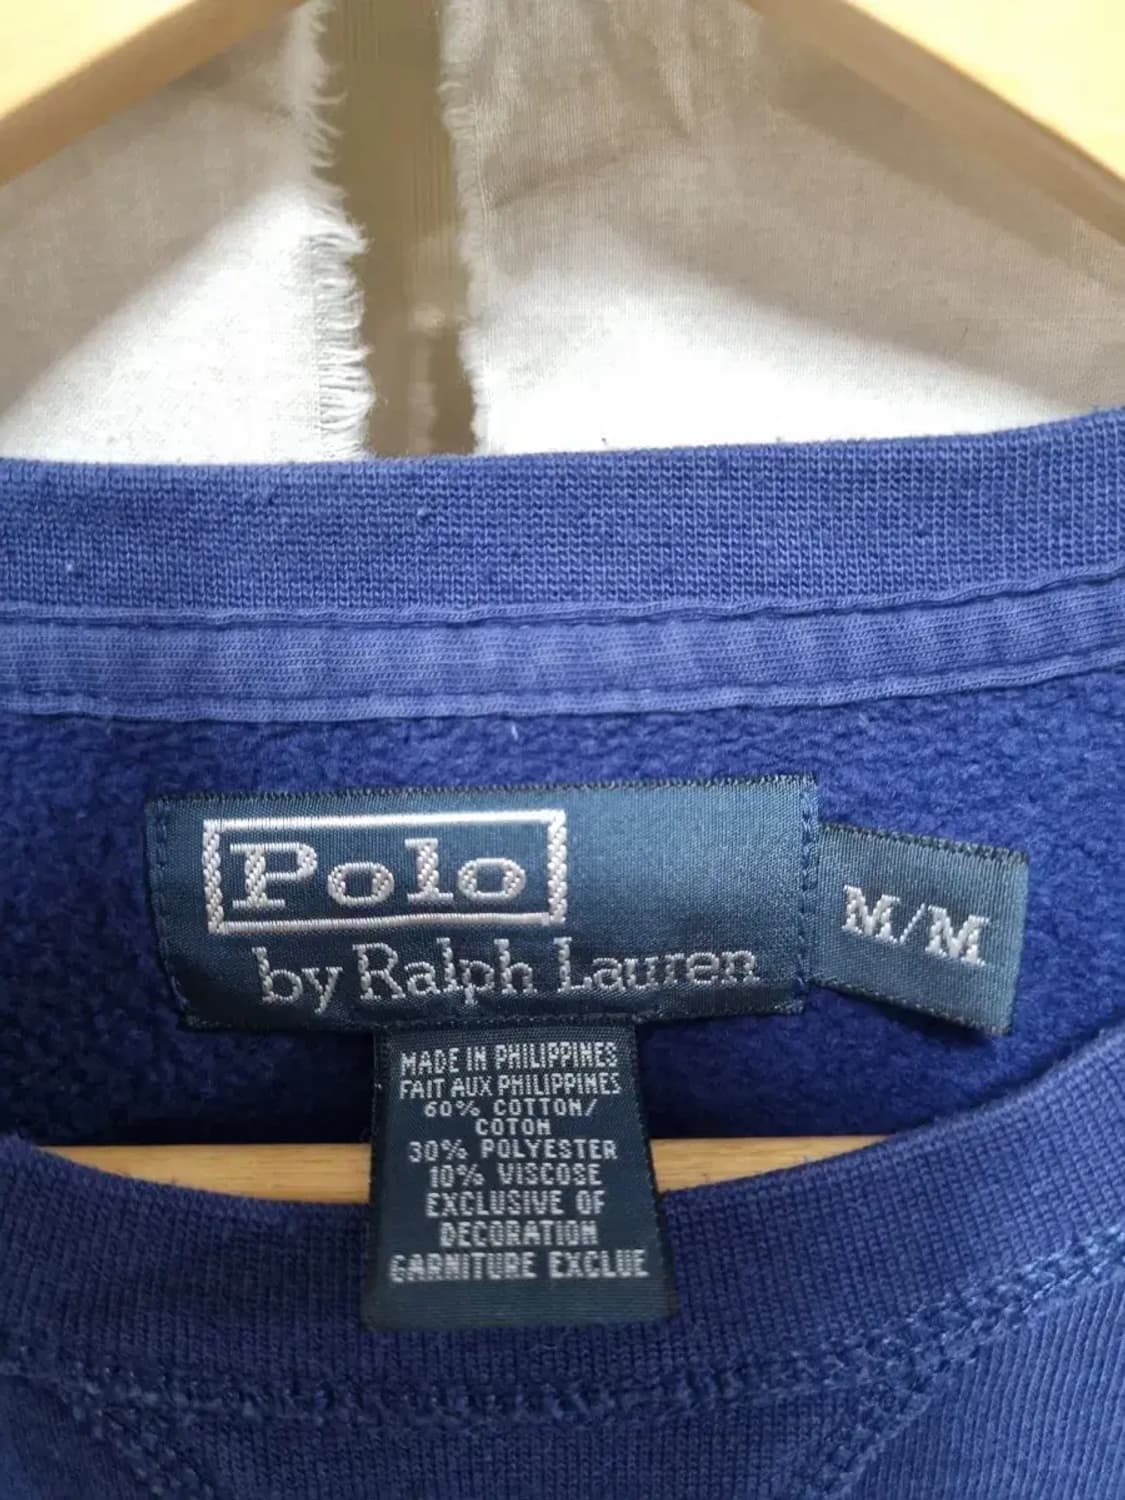 Polo
by Ralph Lauren
M/M
MADE IN PHILIPPINES
FAIT AUX PHILIPPINES
60% COTTON/
COTON
30% POLYESTER
10% VISCOSE
EXCLUSIVE OF
DECORATION
GARNITURE EXCLUE